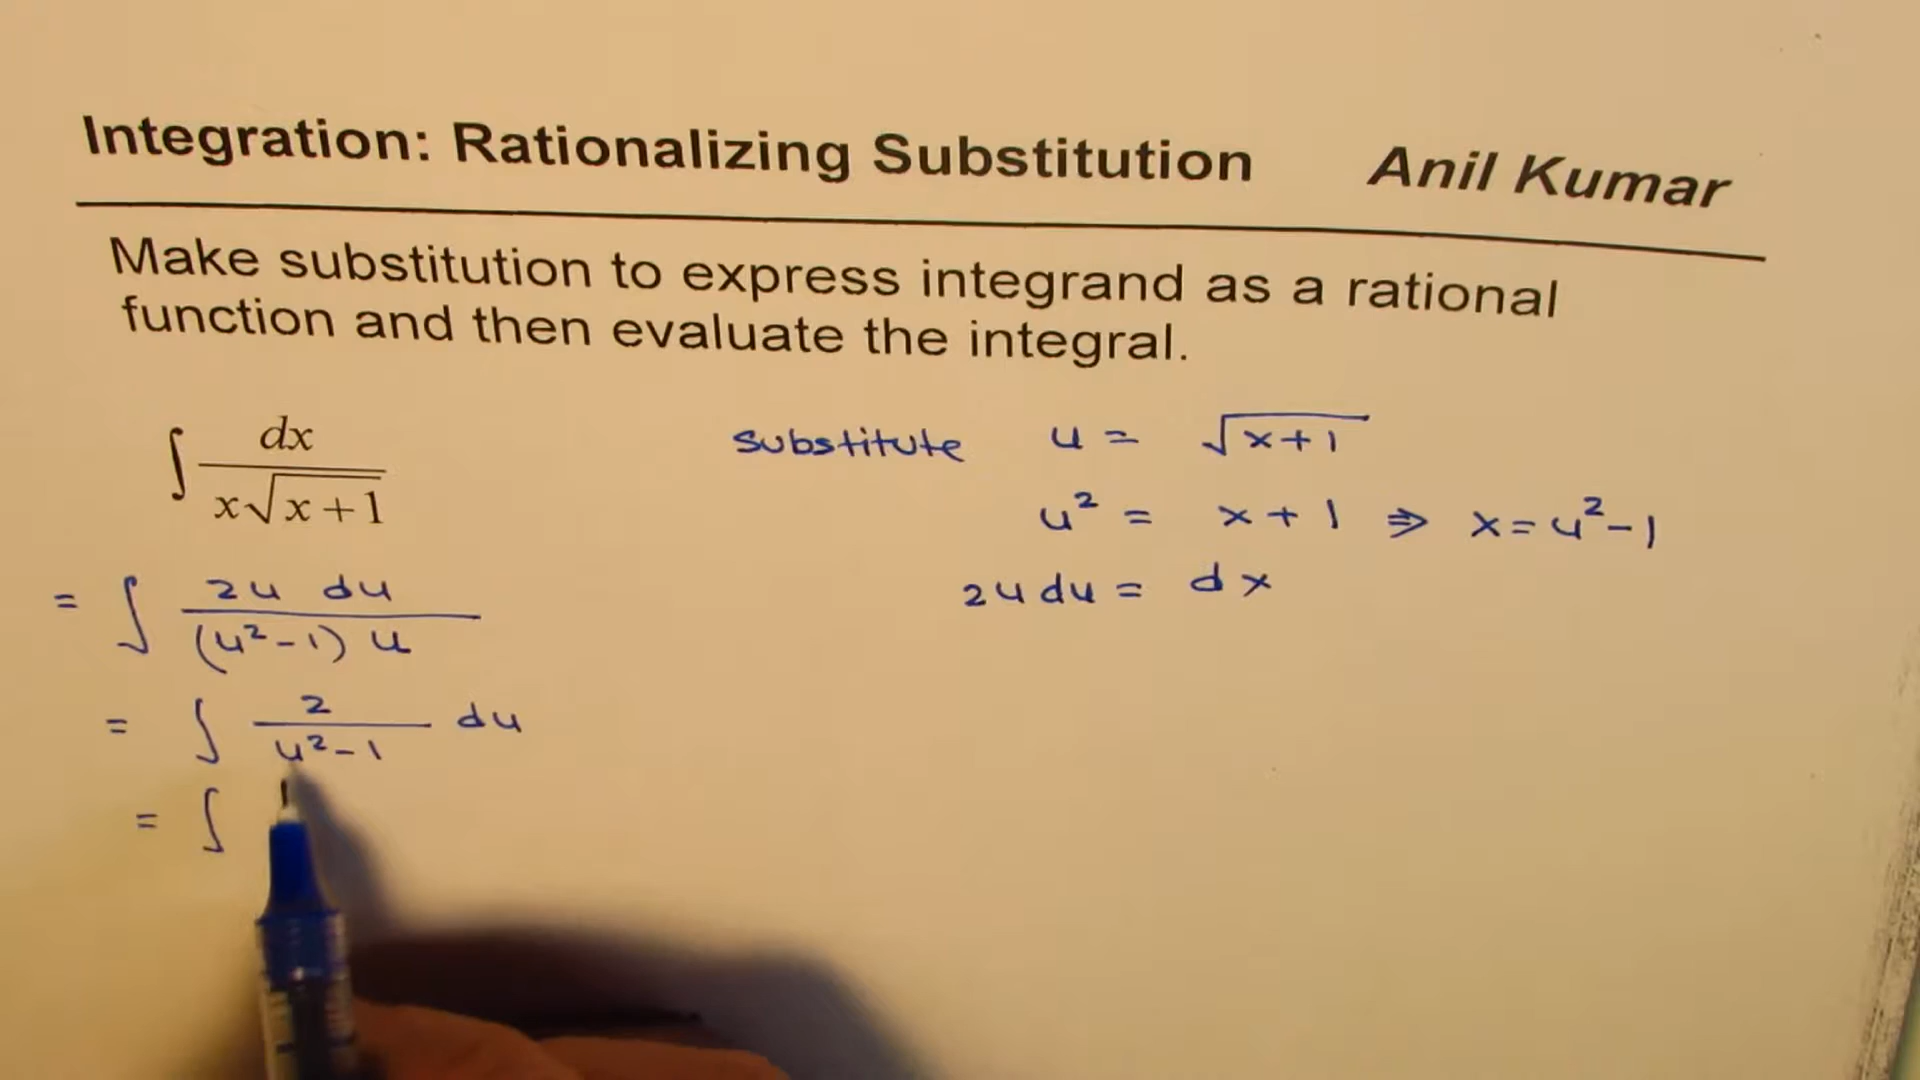 Integration: Rationalizing Substitution Anil Kumar
Make substitution to express integrand as a rational
function and then evaluate the integral.
∫ dx / (x√(x+1))
substitute u = √(x+1)
u² = x+1 ⇒ x = u²-1
2u du = dx
= ∫ 2u du / ((u²-1) u)
= ∫ 2 / (u²-1) du
= ∫